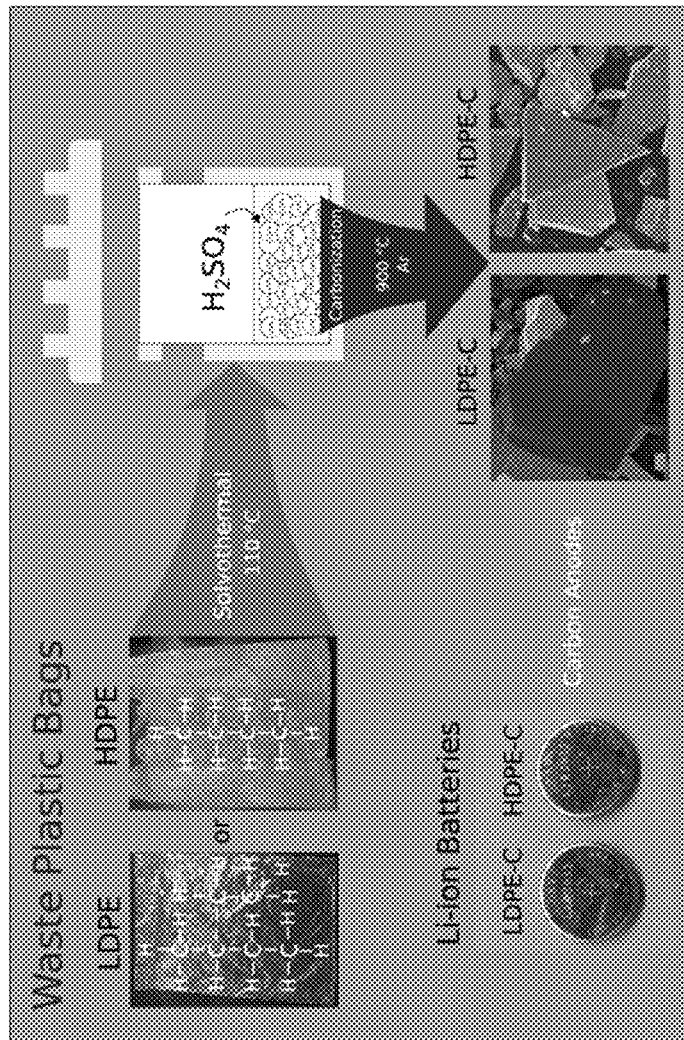 Waste Plastic Bags
LDPE
or
HDPE
H
H-C-H
H-C-H
H-C-H
H-C-H
H
Solvothermal
110 °C
H₂SO₄
Carbonization
900 °C
Ar
LDPE-C
HDPE-C
Carbon Anodes
Li-Ion Batteries
LDPE-C
HDPE-C